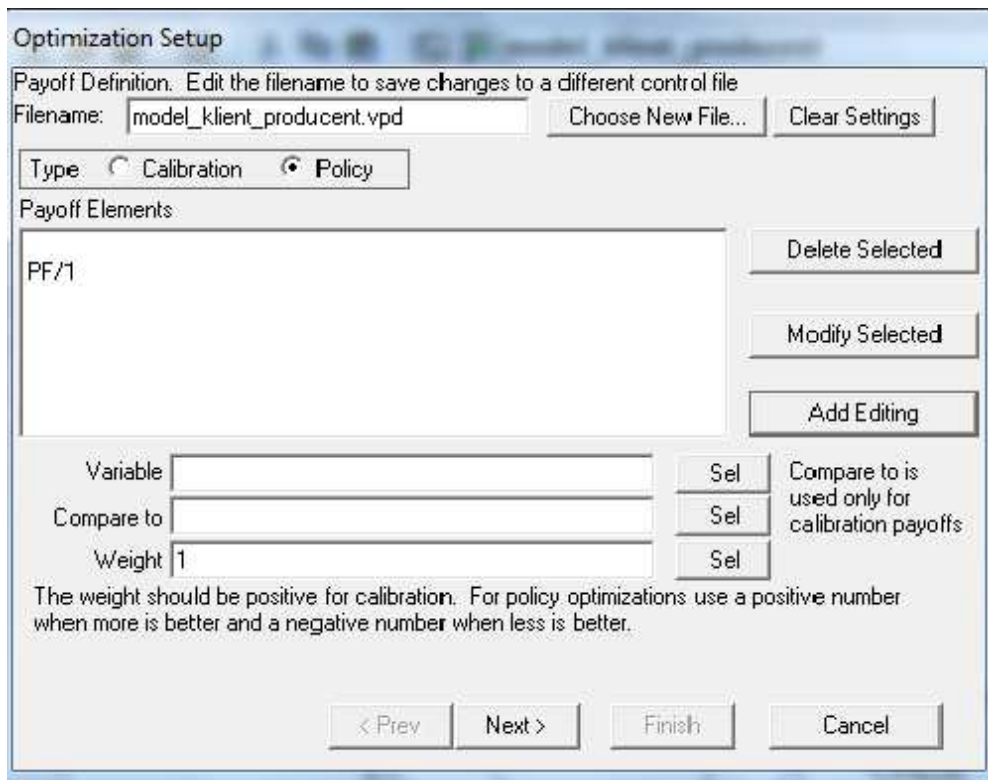 Optimization Setup
Payoff Definition. Edit the filename to save changes to a different control file
Filename: model_klient_producent.vpd Choose New File... Clear Settings
Type Calibration Policy
Payoff Elements
PF/1
Delete Selected
Modify Selected
Add Editing
Variable Sel
Compare to Sel
Weight 1 Sel
Compare to is
used only for
calibration payoffs
The weight should be positive for calibration. For policy optimizations use a positive number
when more is better and a negative number when less is better.
< Prev Next > Finish Cancel